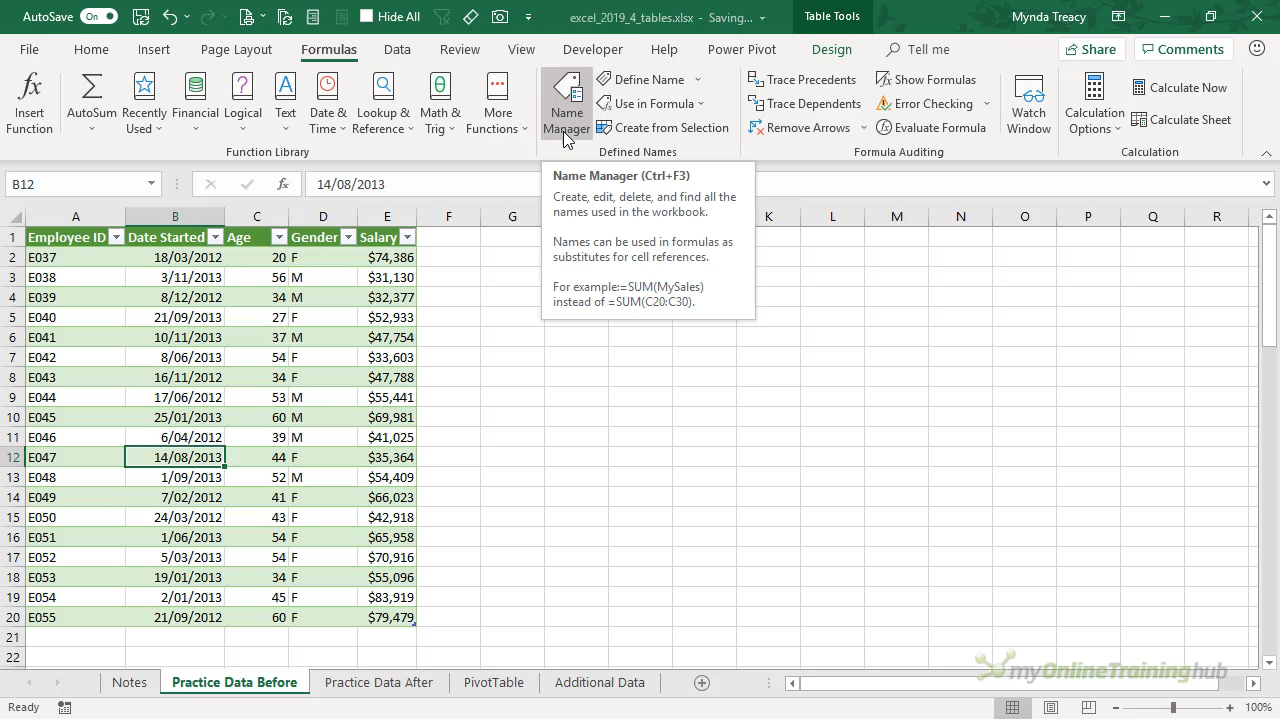 AutoSave On Hide All excel_2019_4_tables.xlsx - Saving... Table Tools Mynda Treacy
File Home Insert Page Layout Formulas Data Review View Developer Help Power Pivot Design Tell me Share Comments
Insert Function
AutoSum
Recently Used
Financial
Logical
Text
Date & Time
Lookup & Reference
Math & Trig
More Functions
Function Library
Name Manager
Define Name
Use in Formula
Create from Selection
Defined Names
Trace Precedents
Trace Dependents
Remove Arrows
Show Formulas
Error Checking
Evaluate Formula
Formula Auditing
Watch Window
Calculation Options
Calculate Now
Calculate Sheet
Calculation
B12 fx 14/08/2013
Name Manager (Ctrl+F3)
Create, edit, delete, and find all the
names used in the workbook.
Names can be used in formulas as
substitutes for cell references.
For example:=SUM(MySales)
instead of =SUM(C20:C30).
A B C D E F G K L M N O P Q R
1 Employee ID Date Started Age Gender Salary
2 E037 18/03/2012 20 F $74,386
3 E038 3/11/2013 56 M $31,130
4 E039 8/12/2012 34 M $32,377
5 E040 21/09/2013 27 F $52,933
6 E041 10/11/2013 37 M $47,754
7 E042 8/06/2013 54 F $33,603
8 E043 16/11/2012 34 F $47,788
9 E044 17/06/2012 53 M $55,441
10 E045 25/01/2013 60 M $69,981
11 E046 6/04/2012 39 M $41,025
12 E047 14/08/2013 44 F $35,364
13 E048 1/09/2013 52 M $54,409
14 E049 7/02/2012 41 F $66,023
15 E050 24/03/2012 43 F $42,918
16 E051 1/06/2013 54 F $65,958
17 E052 5/03/2013 54 F $70,916
18 E053 19/01/2013 34 F $55,096
19 E054 2/01/2013 45 F $83,919
20 E055 21/09/2012 60 F $79,479
21
22
myOnlineTraininghub
Notes Practice Data Before Practice Data After PivotTable Additional Data
Ready 100%